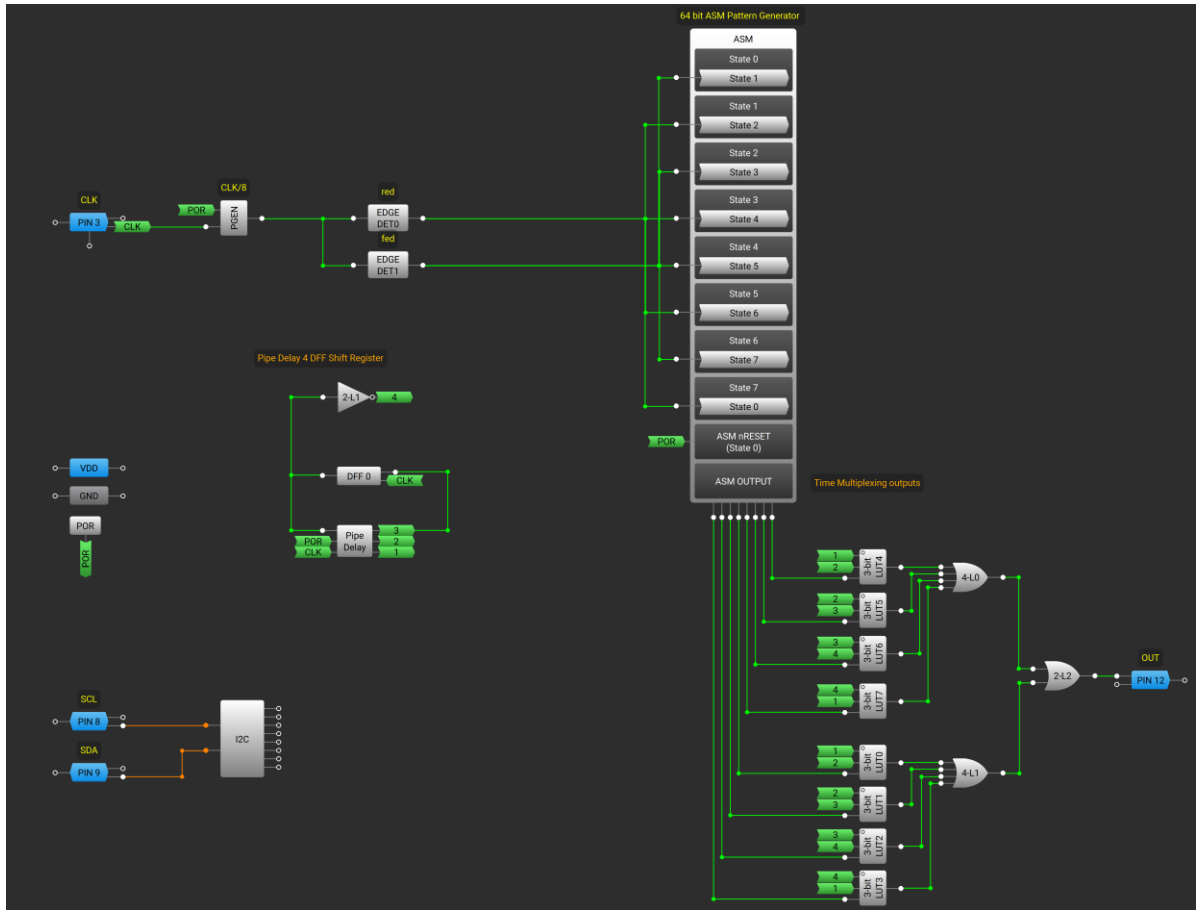 64 bit ASM Pattern Generator
ASM
State 0
State 1
State 1
State 2
State 2
State 3
State 3
State 4
State 4
State 5
State 5
State 6
State 6
State 7
State 7
State 0
POR
ASM nRESET
(State 0)
ASM OUTPUT
CLK
PIN 3
CLK
CLK/8
POR
PGEN
red
EDGE
DET0
fed
EDGE
DET1
Pipe Delay 4 DFF Shift Register
2-L1
4
DFF 0
CLK
Pipe
Delay
POR
CLK
3
2
1
VDD
GND
POR
POR
SCL
PIN 8
SDA
PIN 9
I2C
Time Multiplexing outputs
1
2
3-bit
LUT4
2
3
3-bit
LUT5
3
4
3-bit
LUT6
4
1
3-bit
LUT7
4-L0
1
2
3-bit
LUT0
2
3
3-bit
LUT1
3
4
3-bit
LUT2
4
1
3-bit
LUT3
4-L1
2-L2
OUT
PIN 12